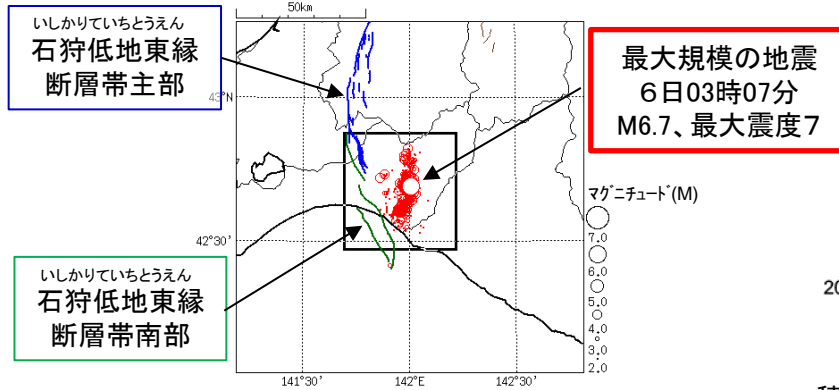 50km
いしかりていちとうえん
石狩低地東縁
断層帯主部
最大規模の地震
6日03時07分
M6.7、最大震度7
43°N
マグニチュード(M)
7.0
6.0
5.0
4.0
3.0
2.0
42°30'
いしかりていちとうえん
石狩低地東縁
断層帯南部
20
141°30'
142°E
142°30'